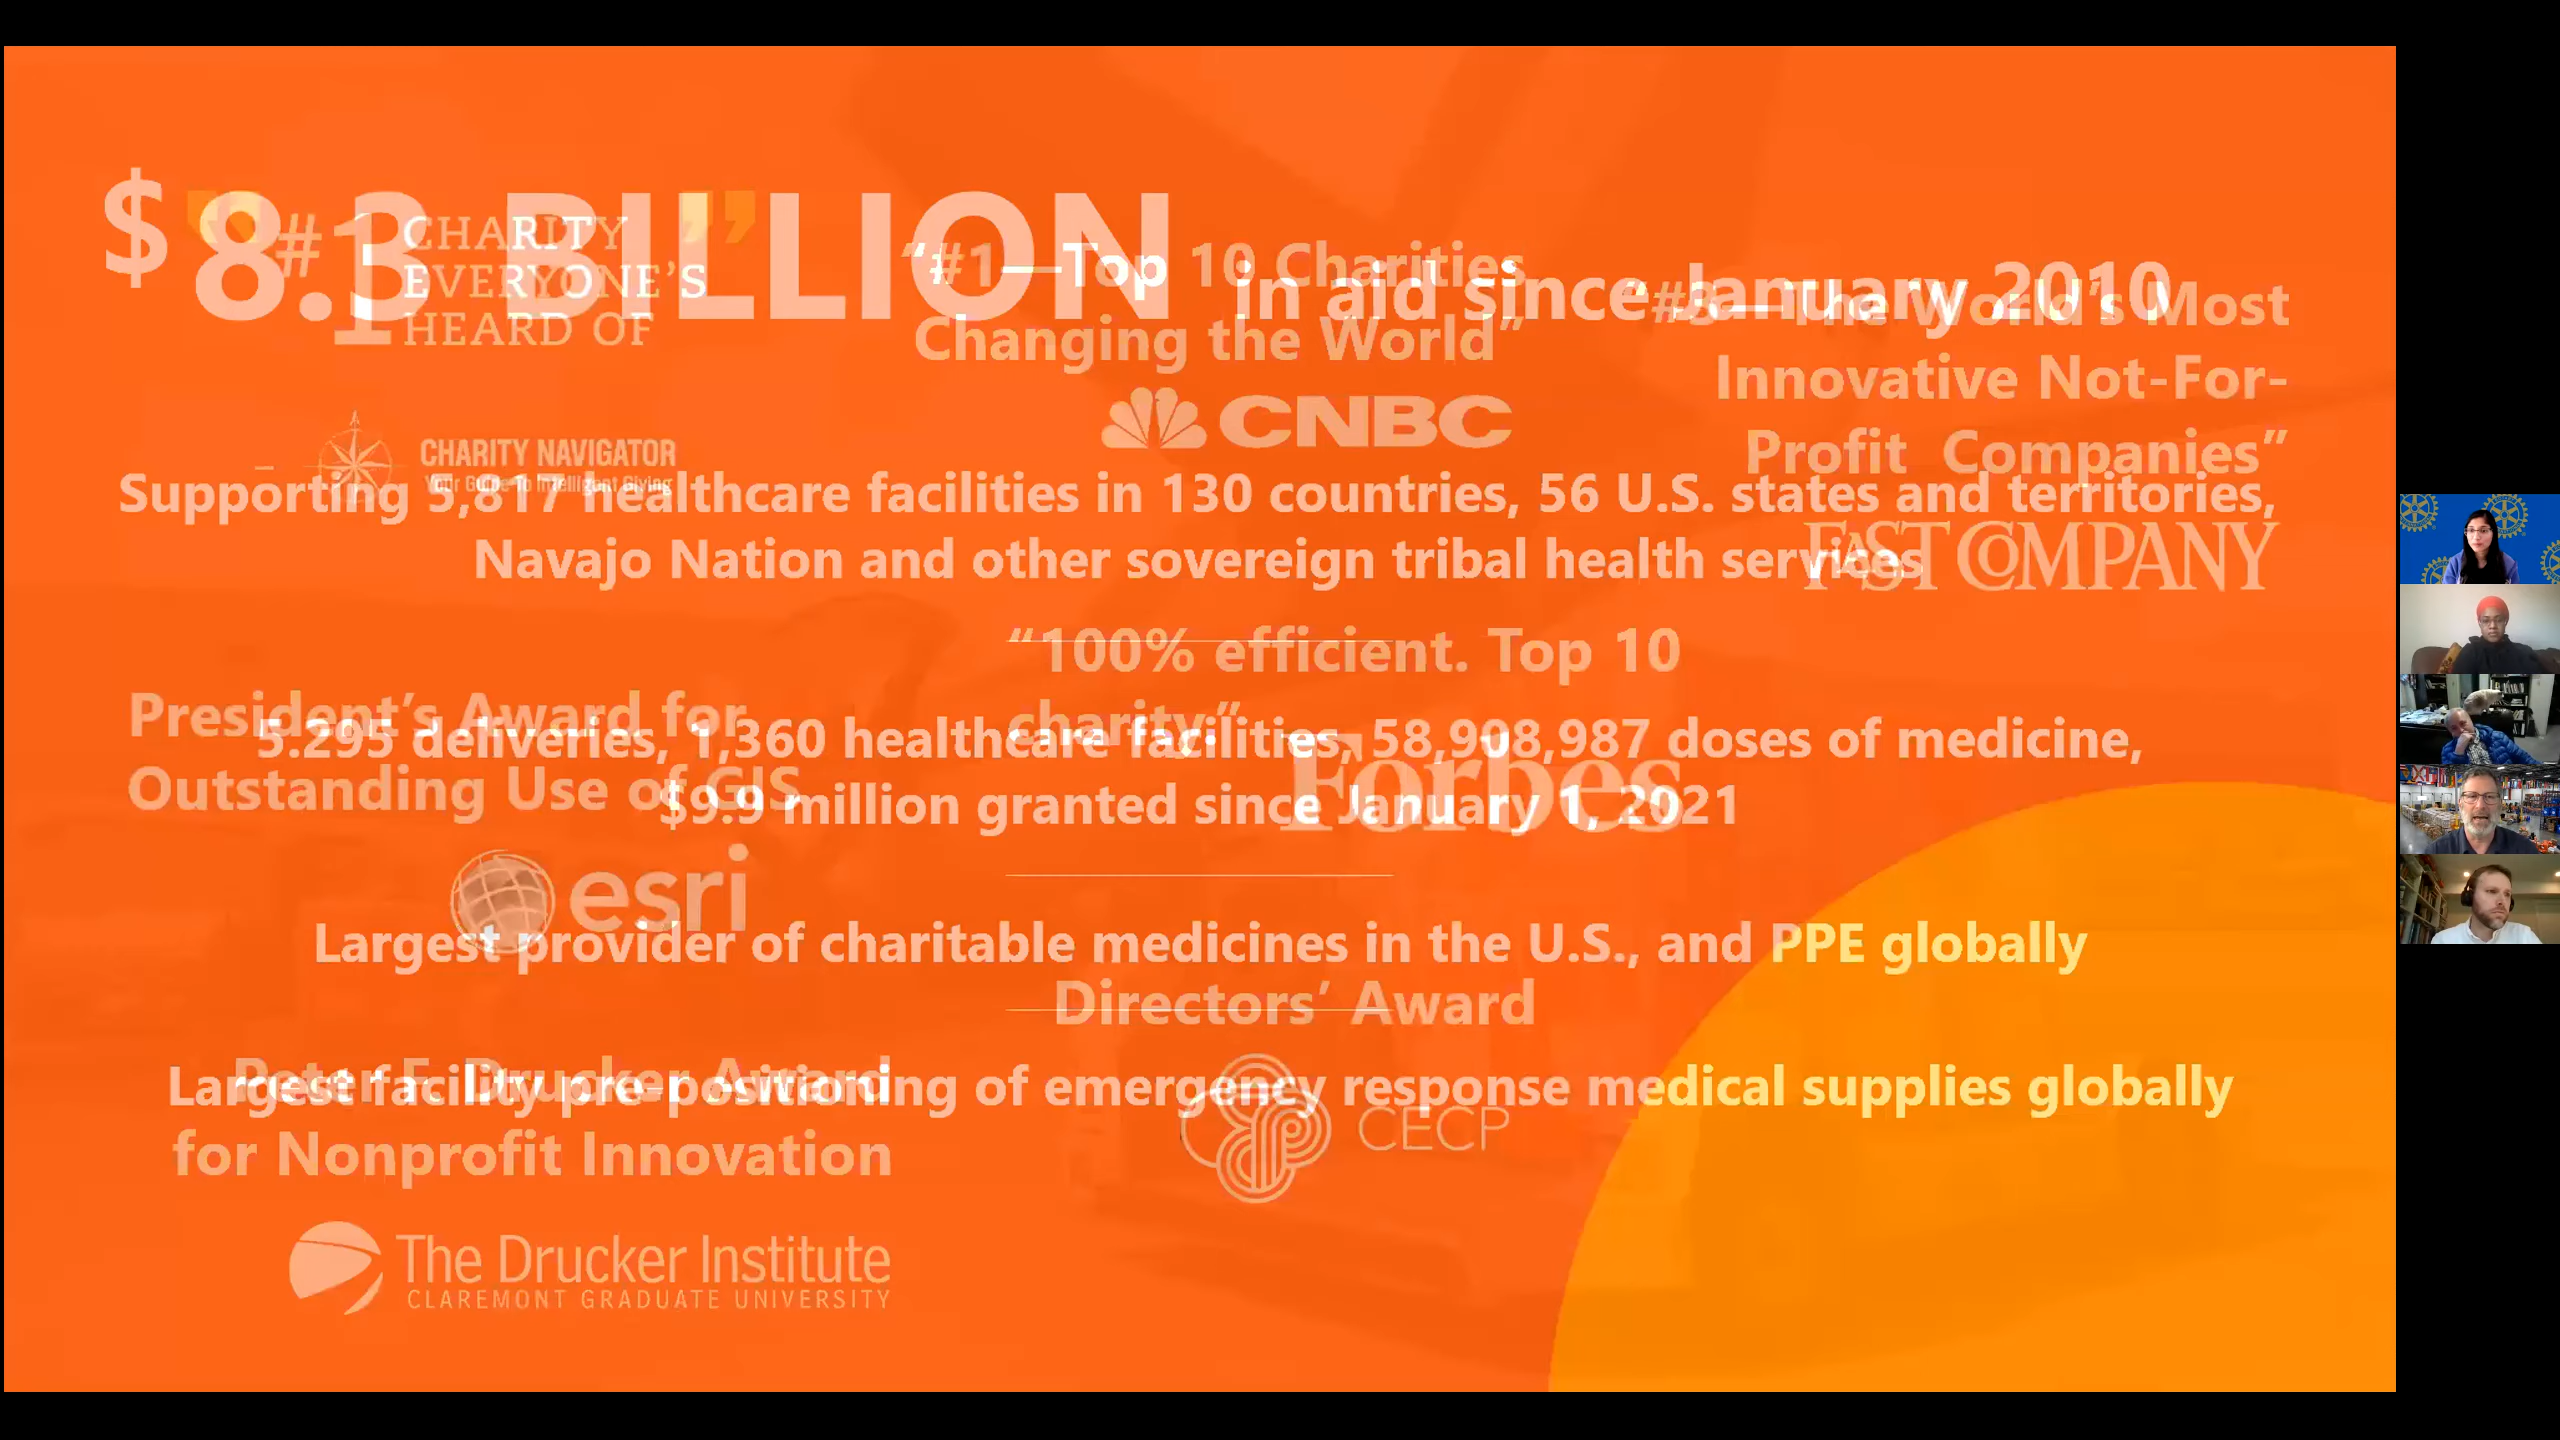 $8.3 BILLION in aid since January 2010
Supporting 5,817 healthcare facilities in 130 countries, 56 U.S. states and territories,
Navajo Nation and other sovereign tribal health services
5.295 deliveries, 1,360 healthcare facilities, 58,908,987 doses of medicine,
$9.9 million granted since January 1, 2021
Largest provider of charitable medicines in the U.S., and PPE globally
Largest facility pre-positioning of emergency response medical supplies globally
“#1 CHARITY
EVERYONE’S
HEARD OF”
CHARITY NAVIGATOR
Your Guide To Intelligent Giving
“#1—Top 10 Charities
Changing the World”
CNBC
“#3—The World’s Most
Innovative Not-For-
Profit Companies”
FAST COMPANY
“100% efficient. Top 10
charity.”
Forbes
President’s Award for
Outstanding Use of GIS
esri
Directors’ Award
CECP
Peter F. Drucker Award
for Nonprofit Innovation
The Drucker Institute
CLAREMONT GRADUATE UNIVERSITY